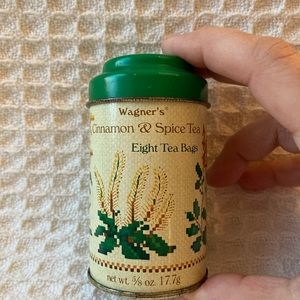 Wagner's
Cinnamon & Spice Tea
Eight Tea Bags
net wt. ⅝ oz. 17.7g